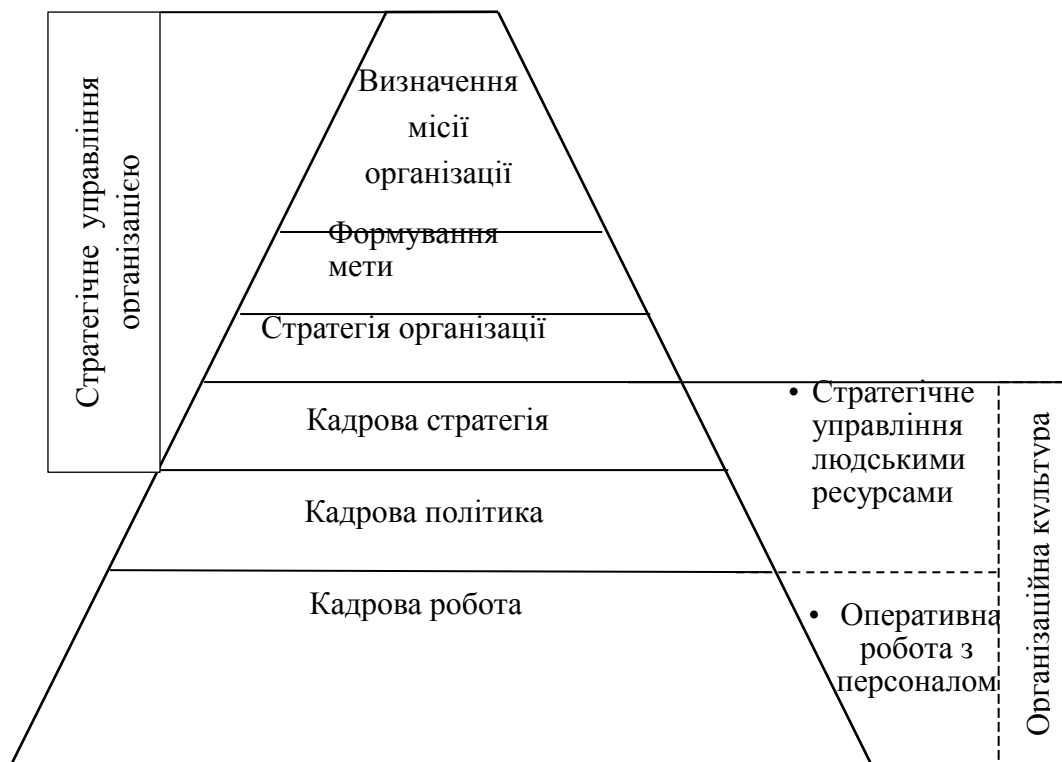 Стратегічне управління
організацією
Визначення
місії
організації
Формування
мети
Стратегія організації
Кадрова стратегія
Кадрова політика
Кадрова робота
• Стратегічне
управління
людськими
ресурсами
• Оперативна
робота з
персоналом
Організаційна культура